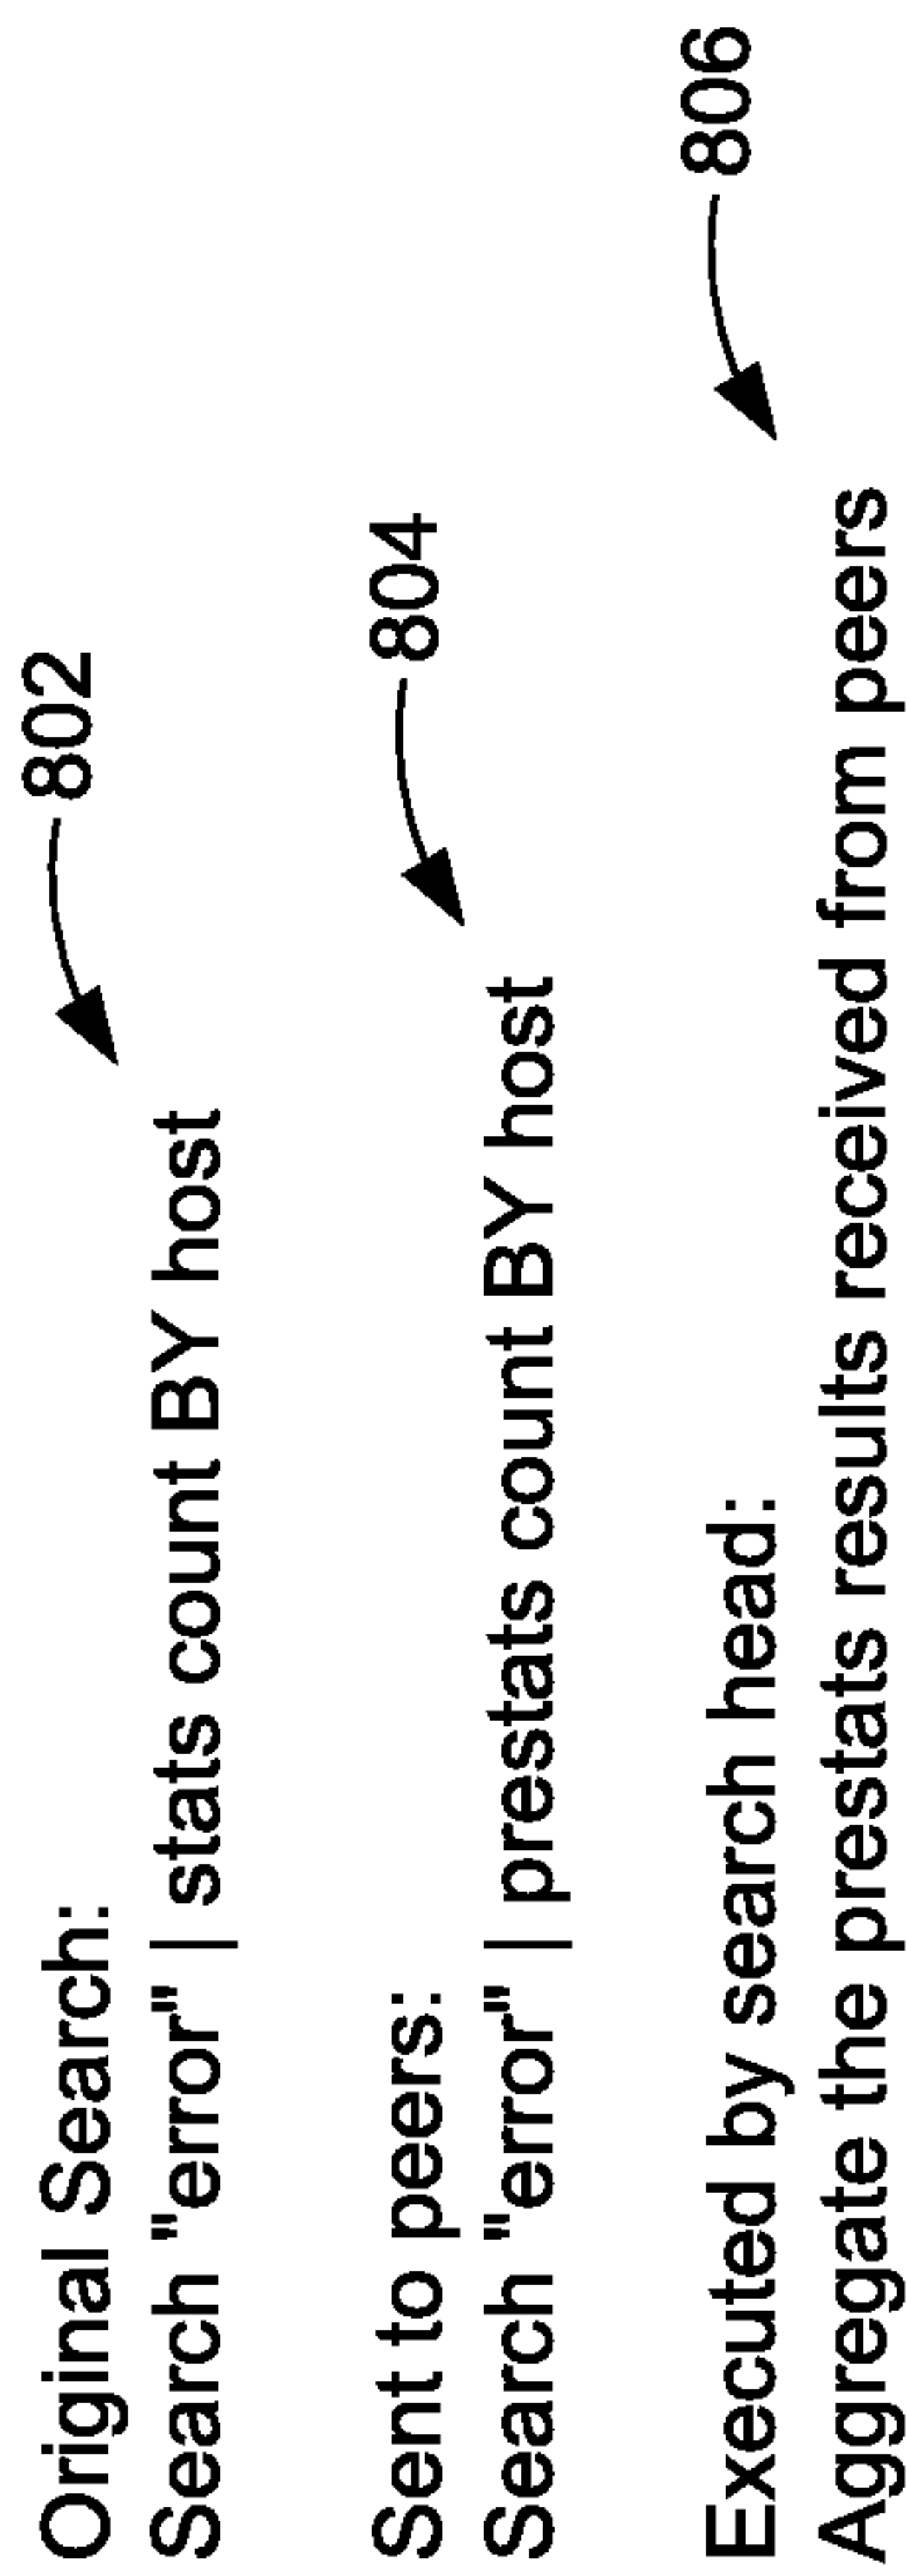 Original Search: 802
Search "error" | stats count BY host
Sent to peers: 804
Search "error" | prestats count BY host
Executed by search head: 806
Aggregate the prestats results received from peers